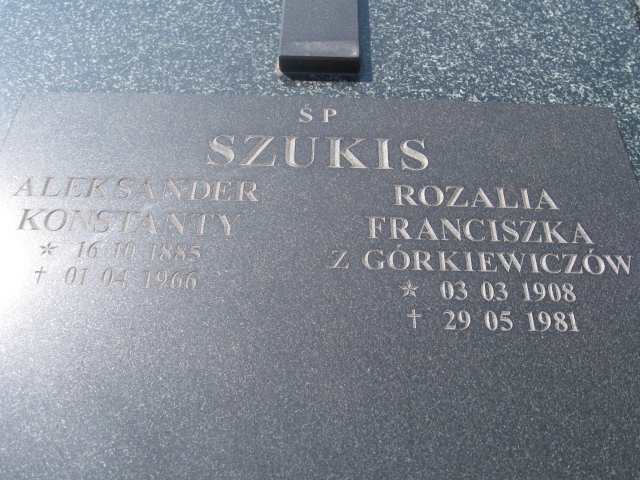 ŚP
SZUKIS
ALEKSANDER
KONSTANTY
* 16 10 1885
† 01 04 1966
ROZALIA
FRANCISZKA
Z GÓRKIEWICZÓW
* 03 03 1908
† 29 05 1981